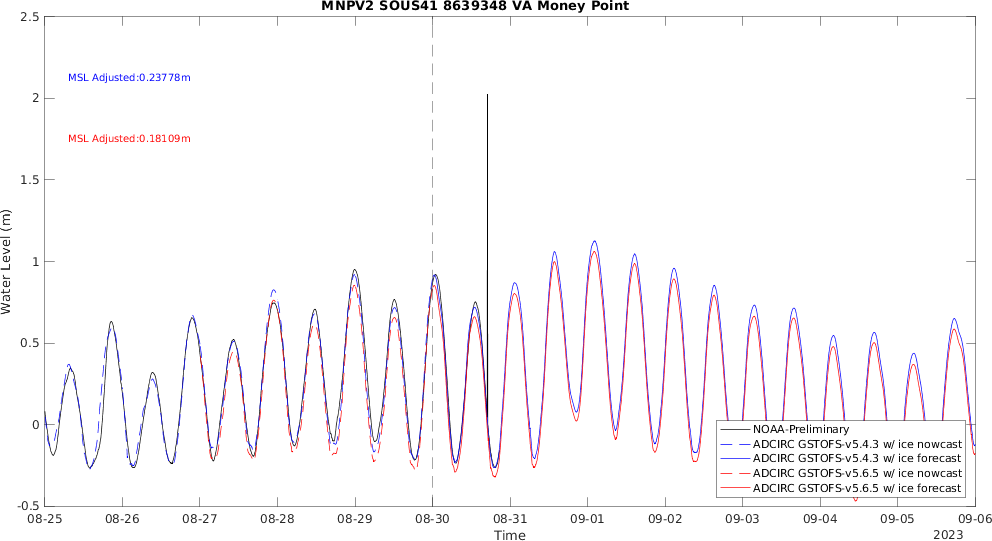 MNPV2 SOUS41 8639348 VA Money Point
2.5
2
1.5
1
0.5
0
-0.5
Water Level (m)
MSL Adjusted:0.23778m
MSL Adjusted:0.18109m
NOAA-Preliminary
ADCIRC GSTOFS-v5.4.3 w/ ice nowcast
ADCIRC GSTOFS-v5.4.3 w/ ice forecast
ADCIRC GSTOFS-v5.6.5 w/ ice nowcast
ADCIRC GSTOFS-v5.6.5 w/ ice forecast
08-25 08-26 08-27 08-28 08-29 08-30 08-31 09-01 09-02 09-03 09-04 09-05 09-06
Time
2023